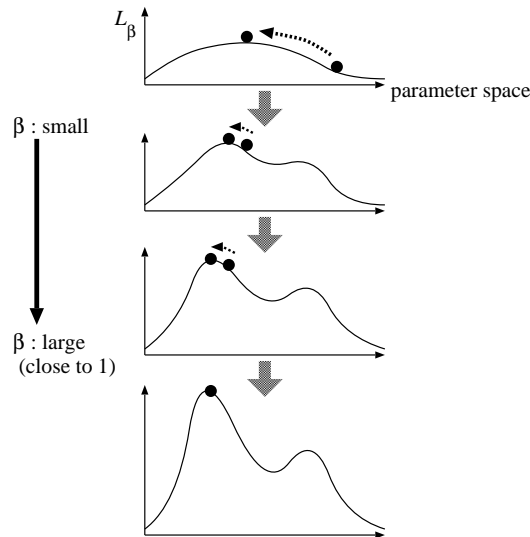 L_β
parameter space
β : small
β : large
(close to 1)